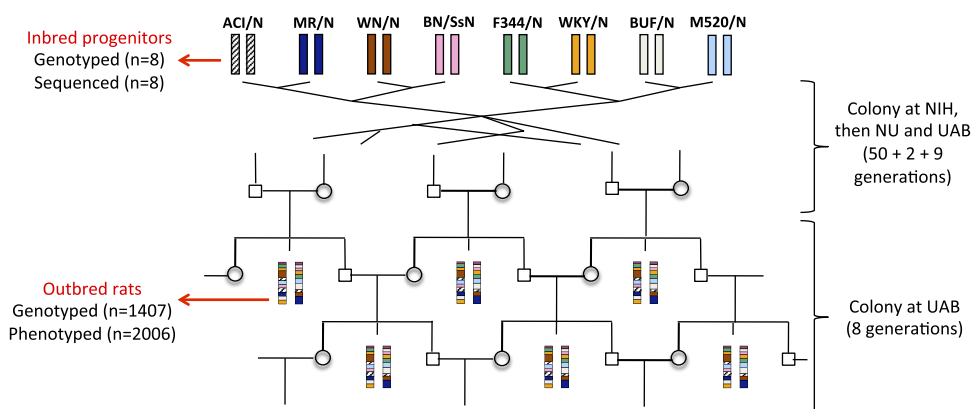 ACI/N MR/N WN/N BN/SsN F344/N WKY/N BUF/N M520/N
Inbred progenitors
Genotyped (n=8)
Sequenced (n=8)
Colony at NIH,
then NU and UAB
(50 + 2 + 9
generations)
Outbred rats
Genotyped (n=1407)
Phenotyped (n=2006)
Colony at UAB
(8 generations)